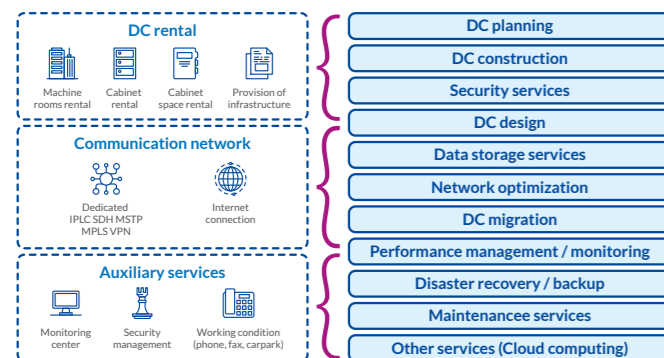 DC rental
Machine
rooms rental
Cabinet
rental
Cabinet
space rental
Provision of
infrastructure
Communication network
Dedicated
IPLC SDH MSTP
MPLS VPN
Internet
connection
Auxiliary services
Monitoring
center
Security
management
Working condition
(phone, fax, carpark)
DC planning
DC construction
Security services
DC design
Data storage services
Network optimization
DC migration
Performance management / monitoring
Disaster recovery / backup
Maintenancee services
Other services (Cloud computing)